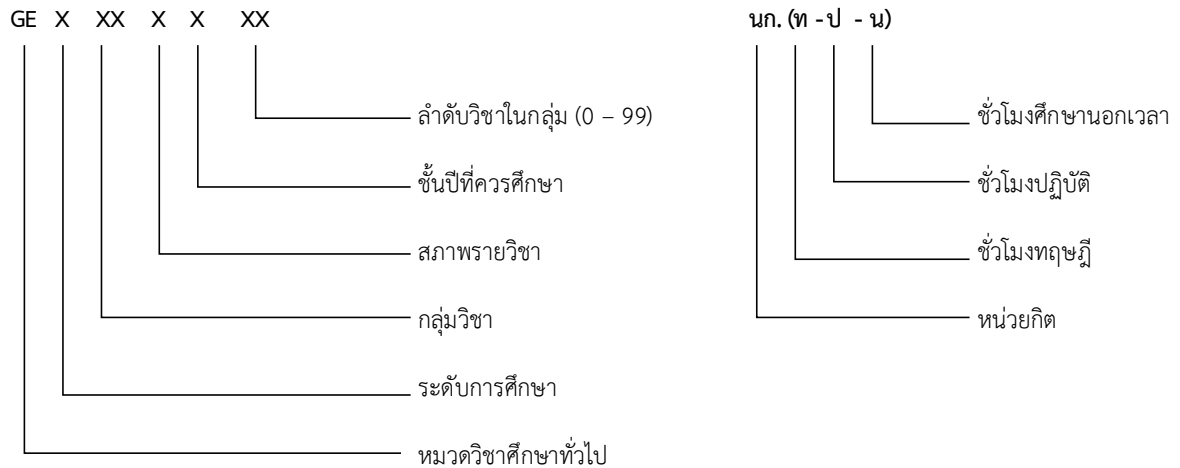 GE X XX X X XX นก. (ท - ป - น)
ลำดับวิชาในกลุ่ม (0 – 99) ชั่วโมงศึกษานอกเวลา
ชั้นปีที่ควรศึกษา ชั่วโมงปฏิบัติ
สภาพรายวิชา ชั่วโมงทฤษฎี
กลุ่มวิชา หน่วยกิต
ระดับการศึกษา
หมวดวิชาศึกษาทั่วไป